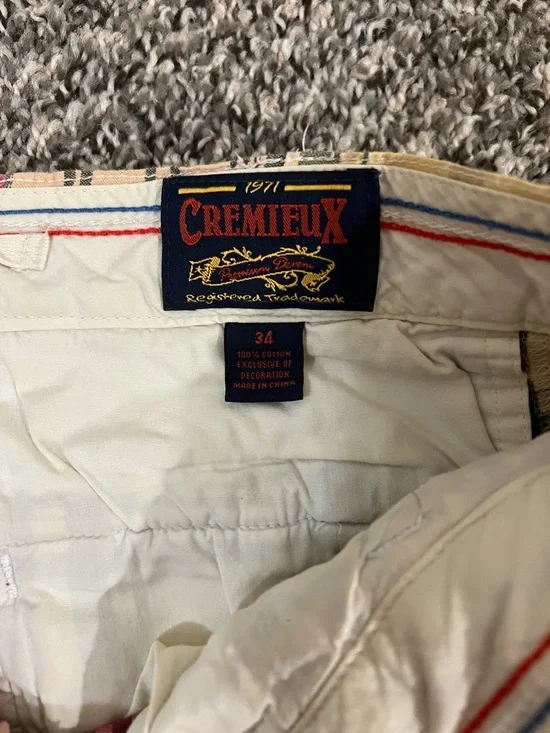 1971
CREMIEUX
Premium Denim
Registered Trademark
34
100% COTTON
EXCLUSIVE OF
DECORATION
MADE IN CHINA